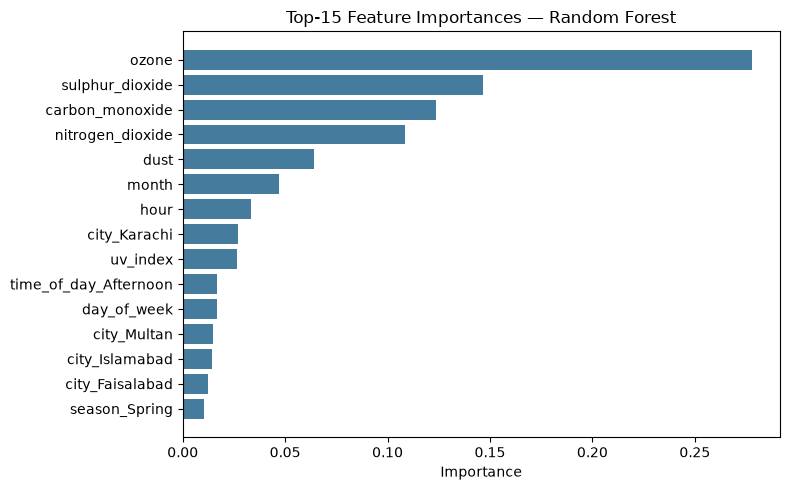 Top-15 Feature Importances — Random Forest
ozone
sulphur_dioxide
carbon_monoxide
nitrogen_dioxide
dust
month
hour
city_Karachi
uv_index
time_of_day_Afternoon
day_of_week
city_Multan
city_Islamabad
city_Faisalabad
season_Spring
0.00 0.05 0.10 0.15 0.20 0.25
Importance